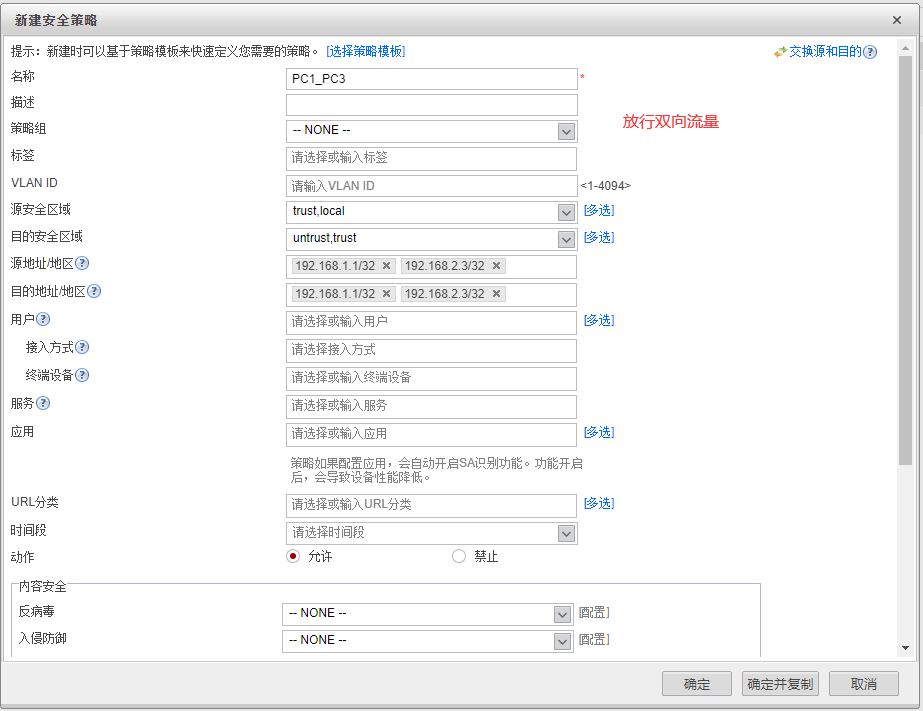 新建安全策略
提示：新建时可以基于策略模板来快速定义您需要的策略。 [选择策略模板] 交换源和目的
名称 PC1_PC3 *
描述
放行双向流量
策略组 -- NONE --
标签 请选择或输入标签
VLAN ID 请输入VLAN ID <1-4094>
源安全区域 trust,local [多选]
目的安全区域 untrust,trust [多选]
源地址/地区 192.168.1.1/32 192.168.2.3/32
目的地址/地区 192.168.1.1/32 192.168.2.3/32
用户 请选择或输入用户 [多选]
接入方式 请选择接入方式
终端设备 请选择或输入终端设备
服务 请选择或输入服务
应用 请选择或输入应用 [多选]
策略如果配置应用，会自动开启SA识别功能。功能开启
后，会导致设备性能降低。
URL分类 请选择或输入URL分类 [多选]
时间段 请选择时间段
动作 允许 禁止
内容安全
反病毒 -- NONE -- [配置]
入侵防御 -- NONE -- [配置]
确定 确定并复制 取消